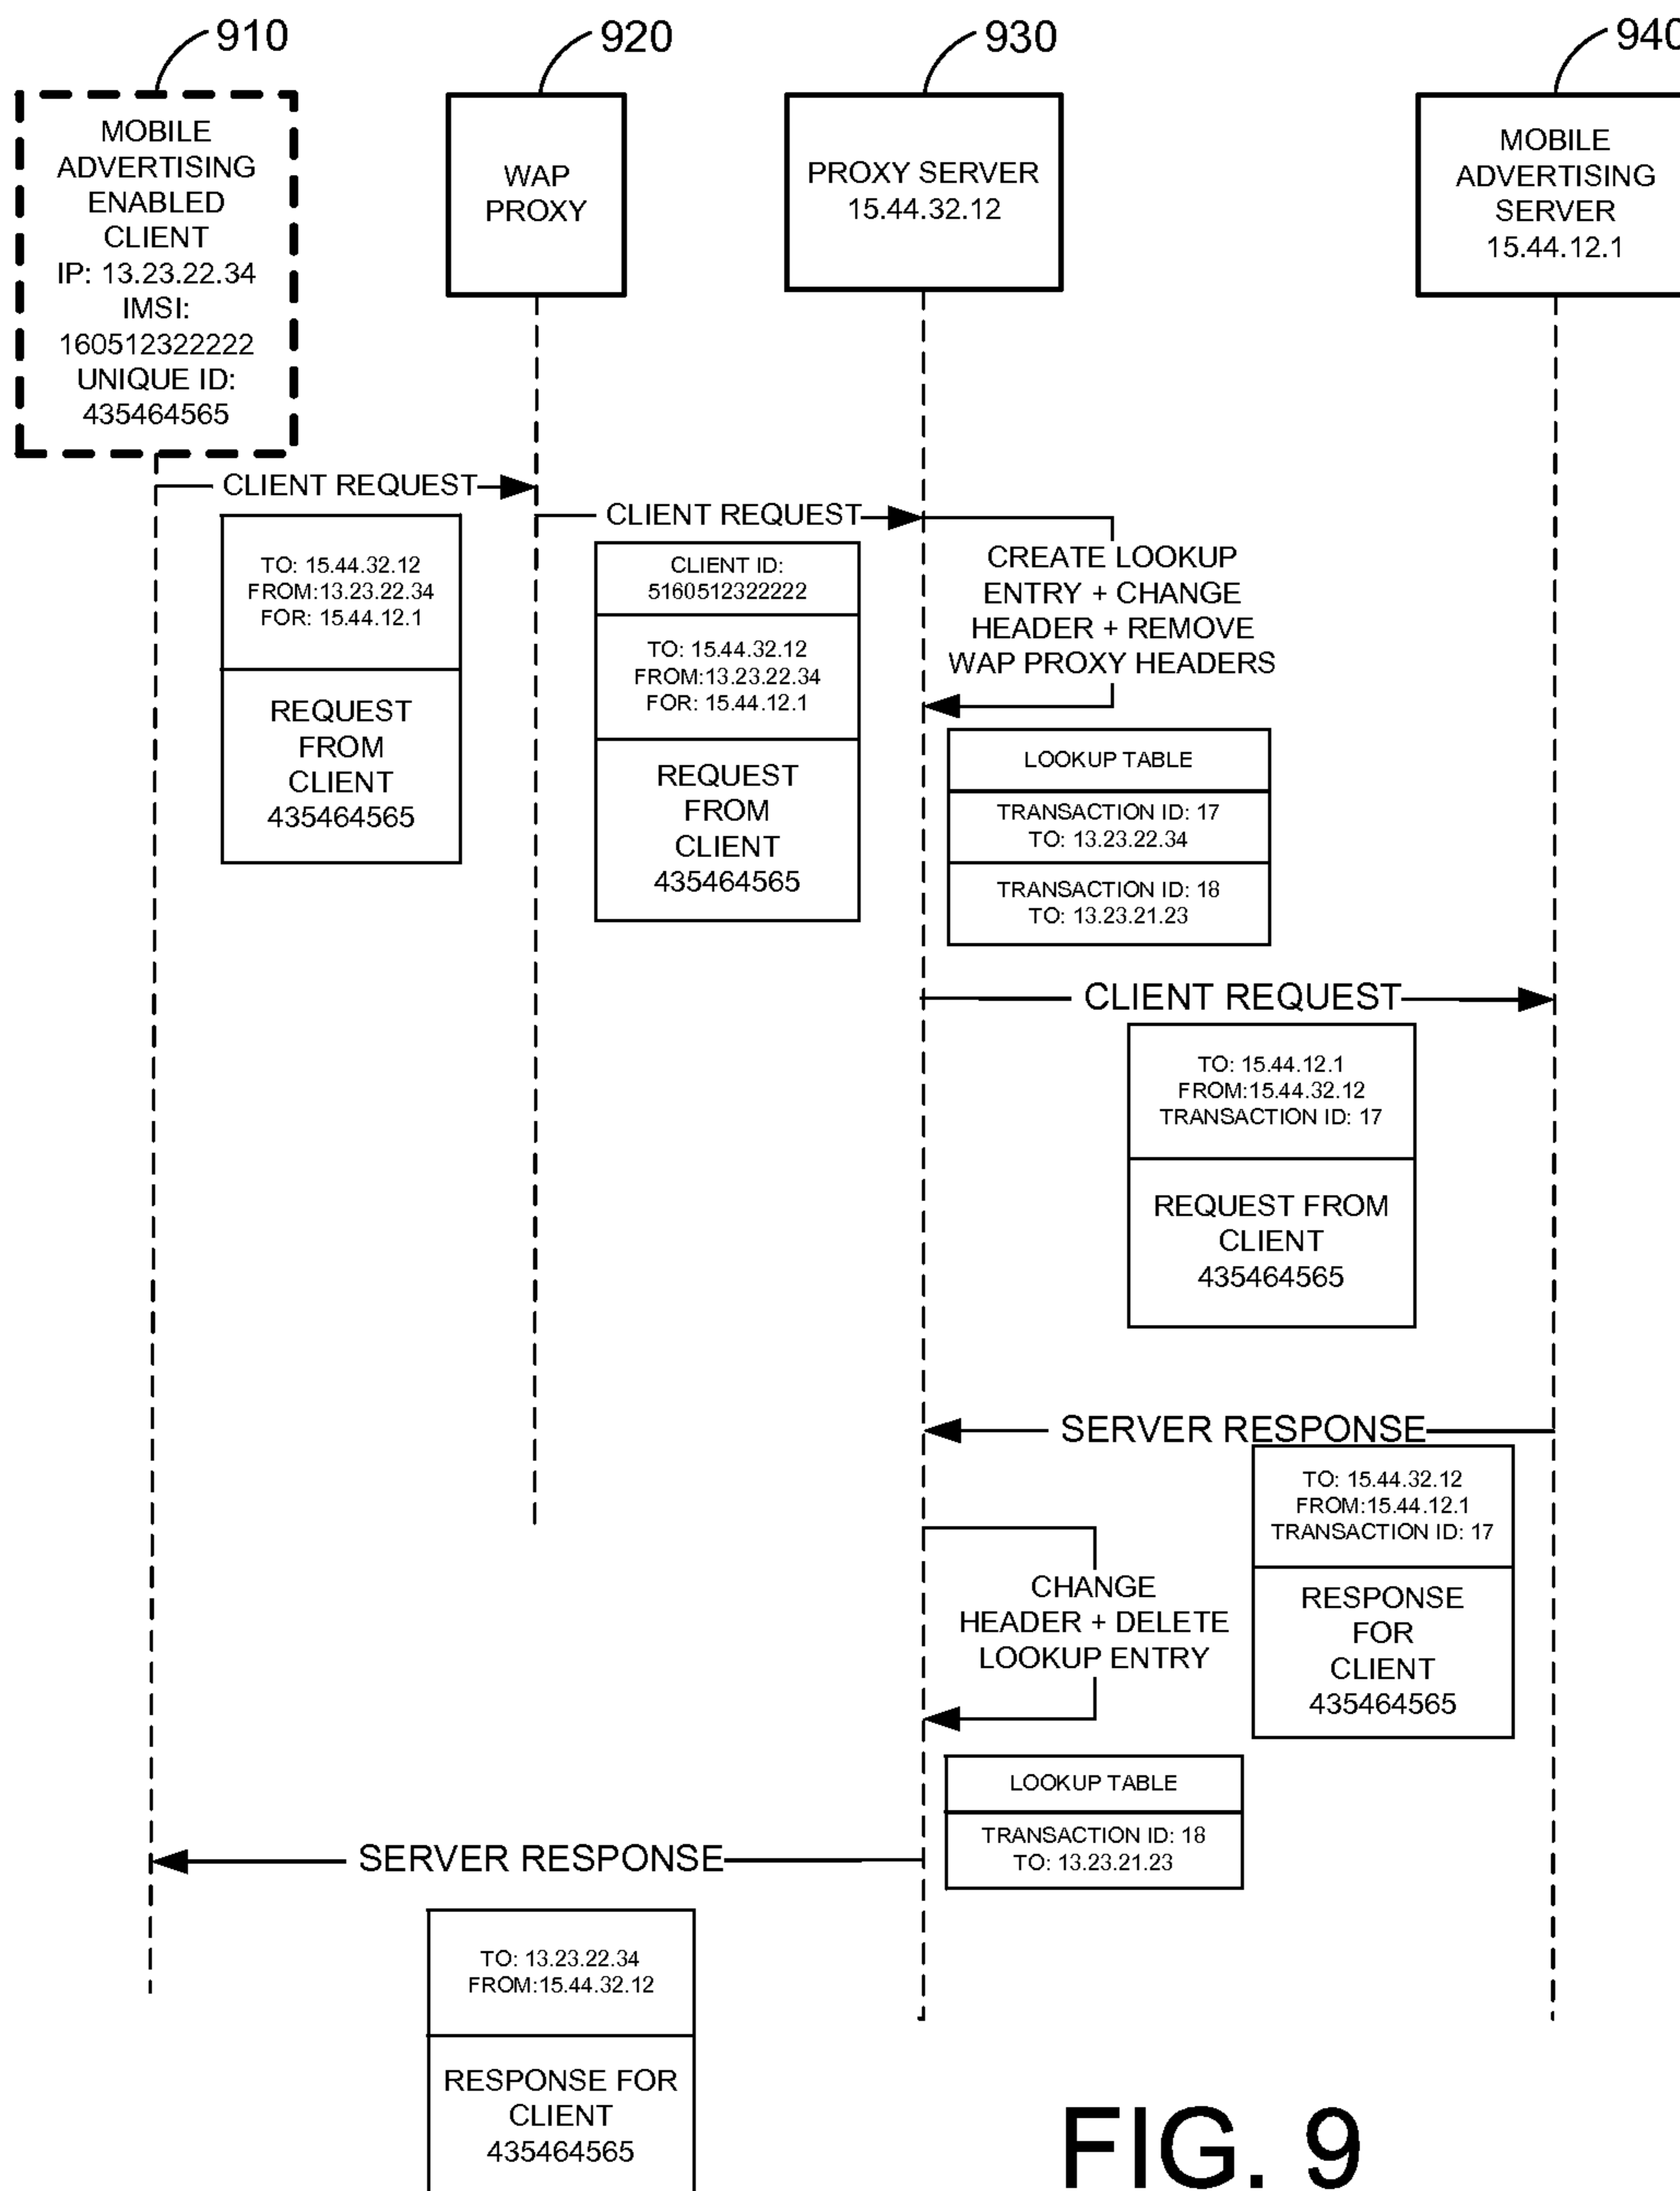 910
920
930
940
MOBILE
ADVERTISING
ENABLED
CLIENT
IP: 13.23.22.34
IMSI:
160512322222
UNIQUE ID:
435464565
WAP
PROXY
PROXY SERVER
15.44.32.12
MOBILE
ADVERTISING
SERVER
15.44.12.1
CLIENT REQUEST
TO: 15.44.32.12
FROM:13.23.22.34
FOR: 15.44.12.1
REQUEST
FROM
CLIENT
435464565
CLIENT REQUEST
CLIENT ID:
5160512322222
TO: 15.44.32.12
FROM:13.23.22.34
FOR: 15.44.12.1
REQUEST
FROM
CLIENT
435464565
CREATE LOOKUP
ENTRY + CHANGE
HEADER + REMOVE
WAP PROXY HEADERS
LOOKUP TABLE
TRANSACTION ID: 17
TO: 13.23.22.34
TRANSACTION ID: 18
TO: 13.23.21.23
CLIENT REQUEST
TO: 15.44.12.1
FROM:15.44.32.12
TRANSACTION ID: 17
REQUEST FROM
CLIENT
435464565
SERVER RESPONSE
TO: 15.44.32.12
FROM:15.44.12.1
TRANSACTION ID: 17
RESPONSE
FOR
CLIENT
435464565
CHANGE
HEADER + DELETE
LOOKUP ENTRY
LOOKUP TABLE
TRANSACTION ID: 18
TO: 13.23.21.23
SERVER RESPONSE
TO: 13.23.22.34
FROM:15.44.32.12
RESPONSE FOR
CLIENT
435464565
FIG. 9